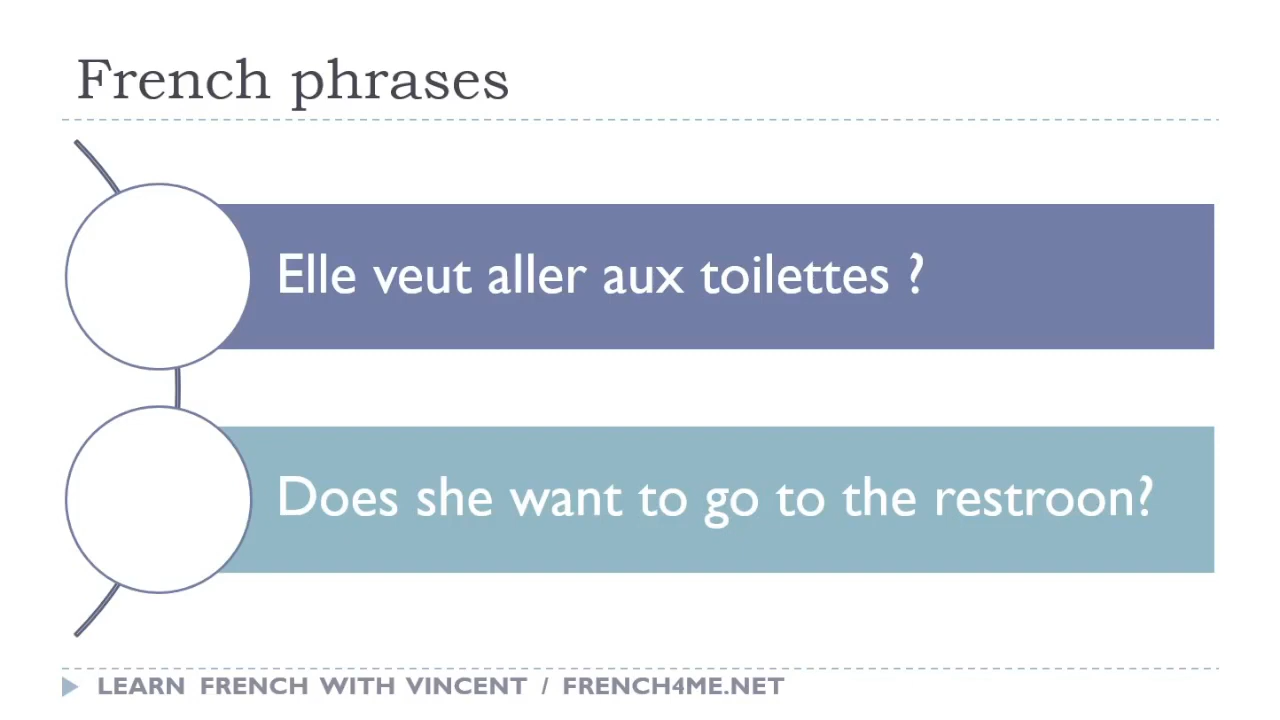 French phrases
Elle veut aller aux toilettes ?
Does she want to go to the restroon?
LEARN FRENCH WITH VINCENT / FRENCH4ME.NET